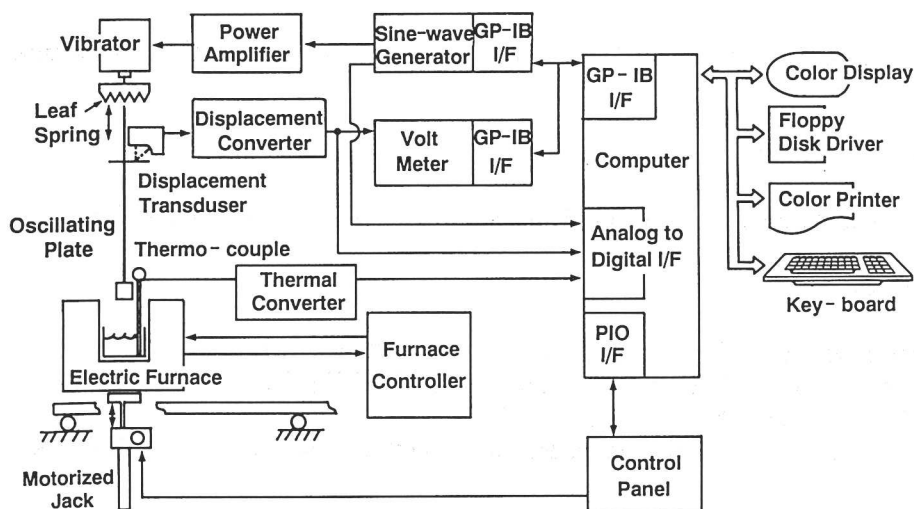 Vibrator
Power
Amplifier
Sine-wave
Generator
GP-IB
I/F
GP-IB
I/F
Color Display
Leaf
Spring
Displacement
Converter
Volt
Meter
GP-IB
I/F
Computer
Floppy
Disk Driver
Displacement
Transduser
Color Printer
Oscillating
Plate
Thermo-couple
Analog to
Digital I/F
Thermal
Converter
Key-board
PIO
I/F
Electric Furnace
Furnace
Controller
Motorized
Jack
Control
Panel